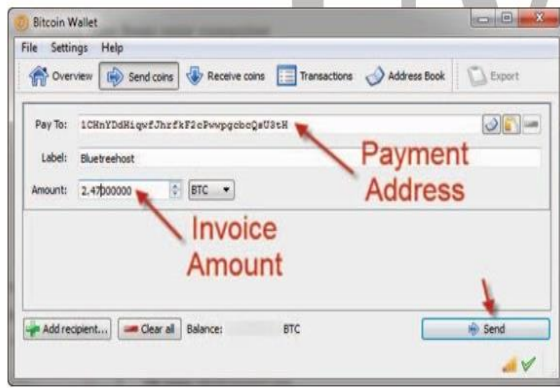 Bitcoin Wallet
File Settings Help
Overview Send coins Receive coins Transactions Address Book Export
Pay To: 1CHnYDdHiqwfJhrfkF2cPwwpgcbcQsU3tH
Payment
Address
Label: Bluetreehost
Amount: 2.47000000 BTC
Invoice
Amount
Add recipient... Clear all Balance: BTC Send